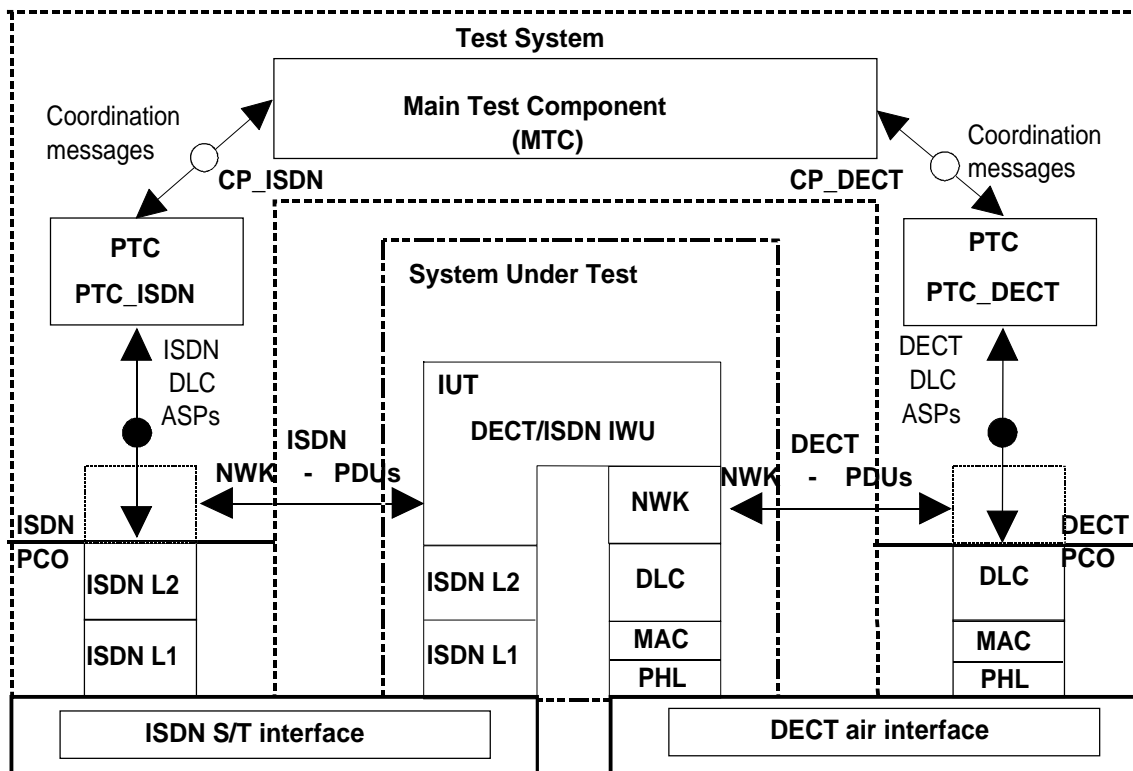 Test System
Main Test Component
(MTC)
Coordination
messages
Coordination
messages
CP_ISDN
CP_DECT
PTC
PTC_ISDN
PTC
PTC_DECT
System Under Test
ISDN
DLC
ASPs
DECT
DLC
ASPs
IUT
DECT/ISDN IWU
ISDN
NWK - PDUs
DECT
NWK - PDUs
NWK
ISDN
PCO
DECT
PCO
ISDN L2
ISDN L1
ISDN L2
ISDN L1
DLC
MAC
PHL
DLC
MAC
PHL
ISDN S/T interface
DECT air interface